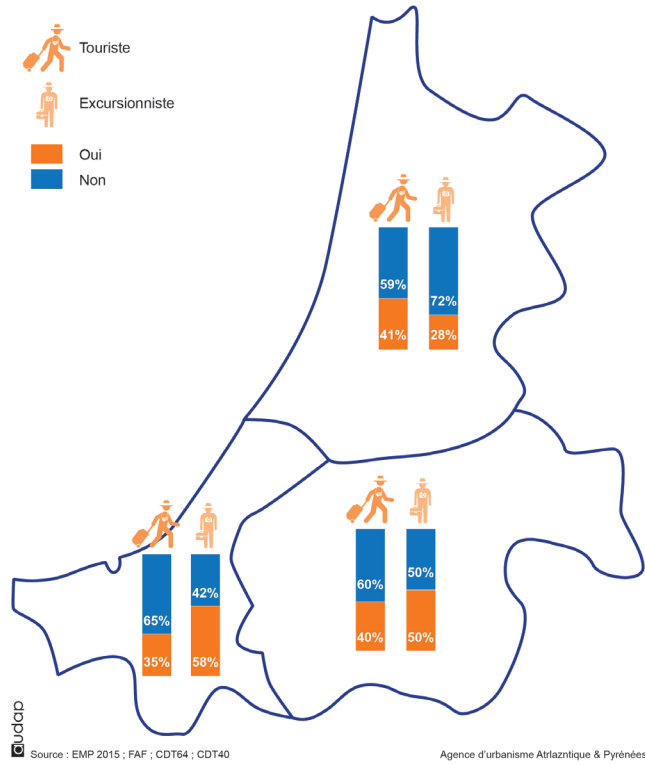 Touriste
Excursionniste
Oui
Non
59%
72%
41%
28%
60%
50%
40%
50%
65%
42%
35%
58%
audap
Source : EMP 2015 ; FAF ; CDT64 ; CDT40
Agence d'urbanisme Atrlazntique & Pyrénées